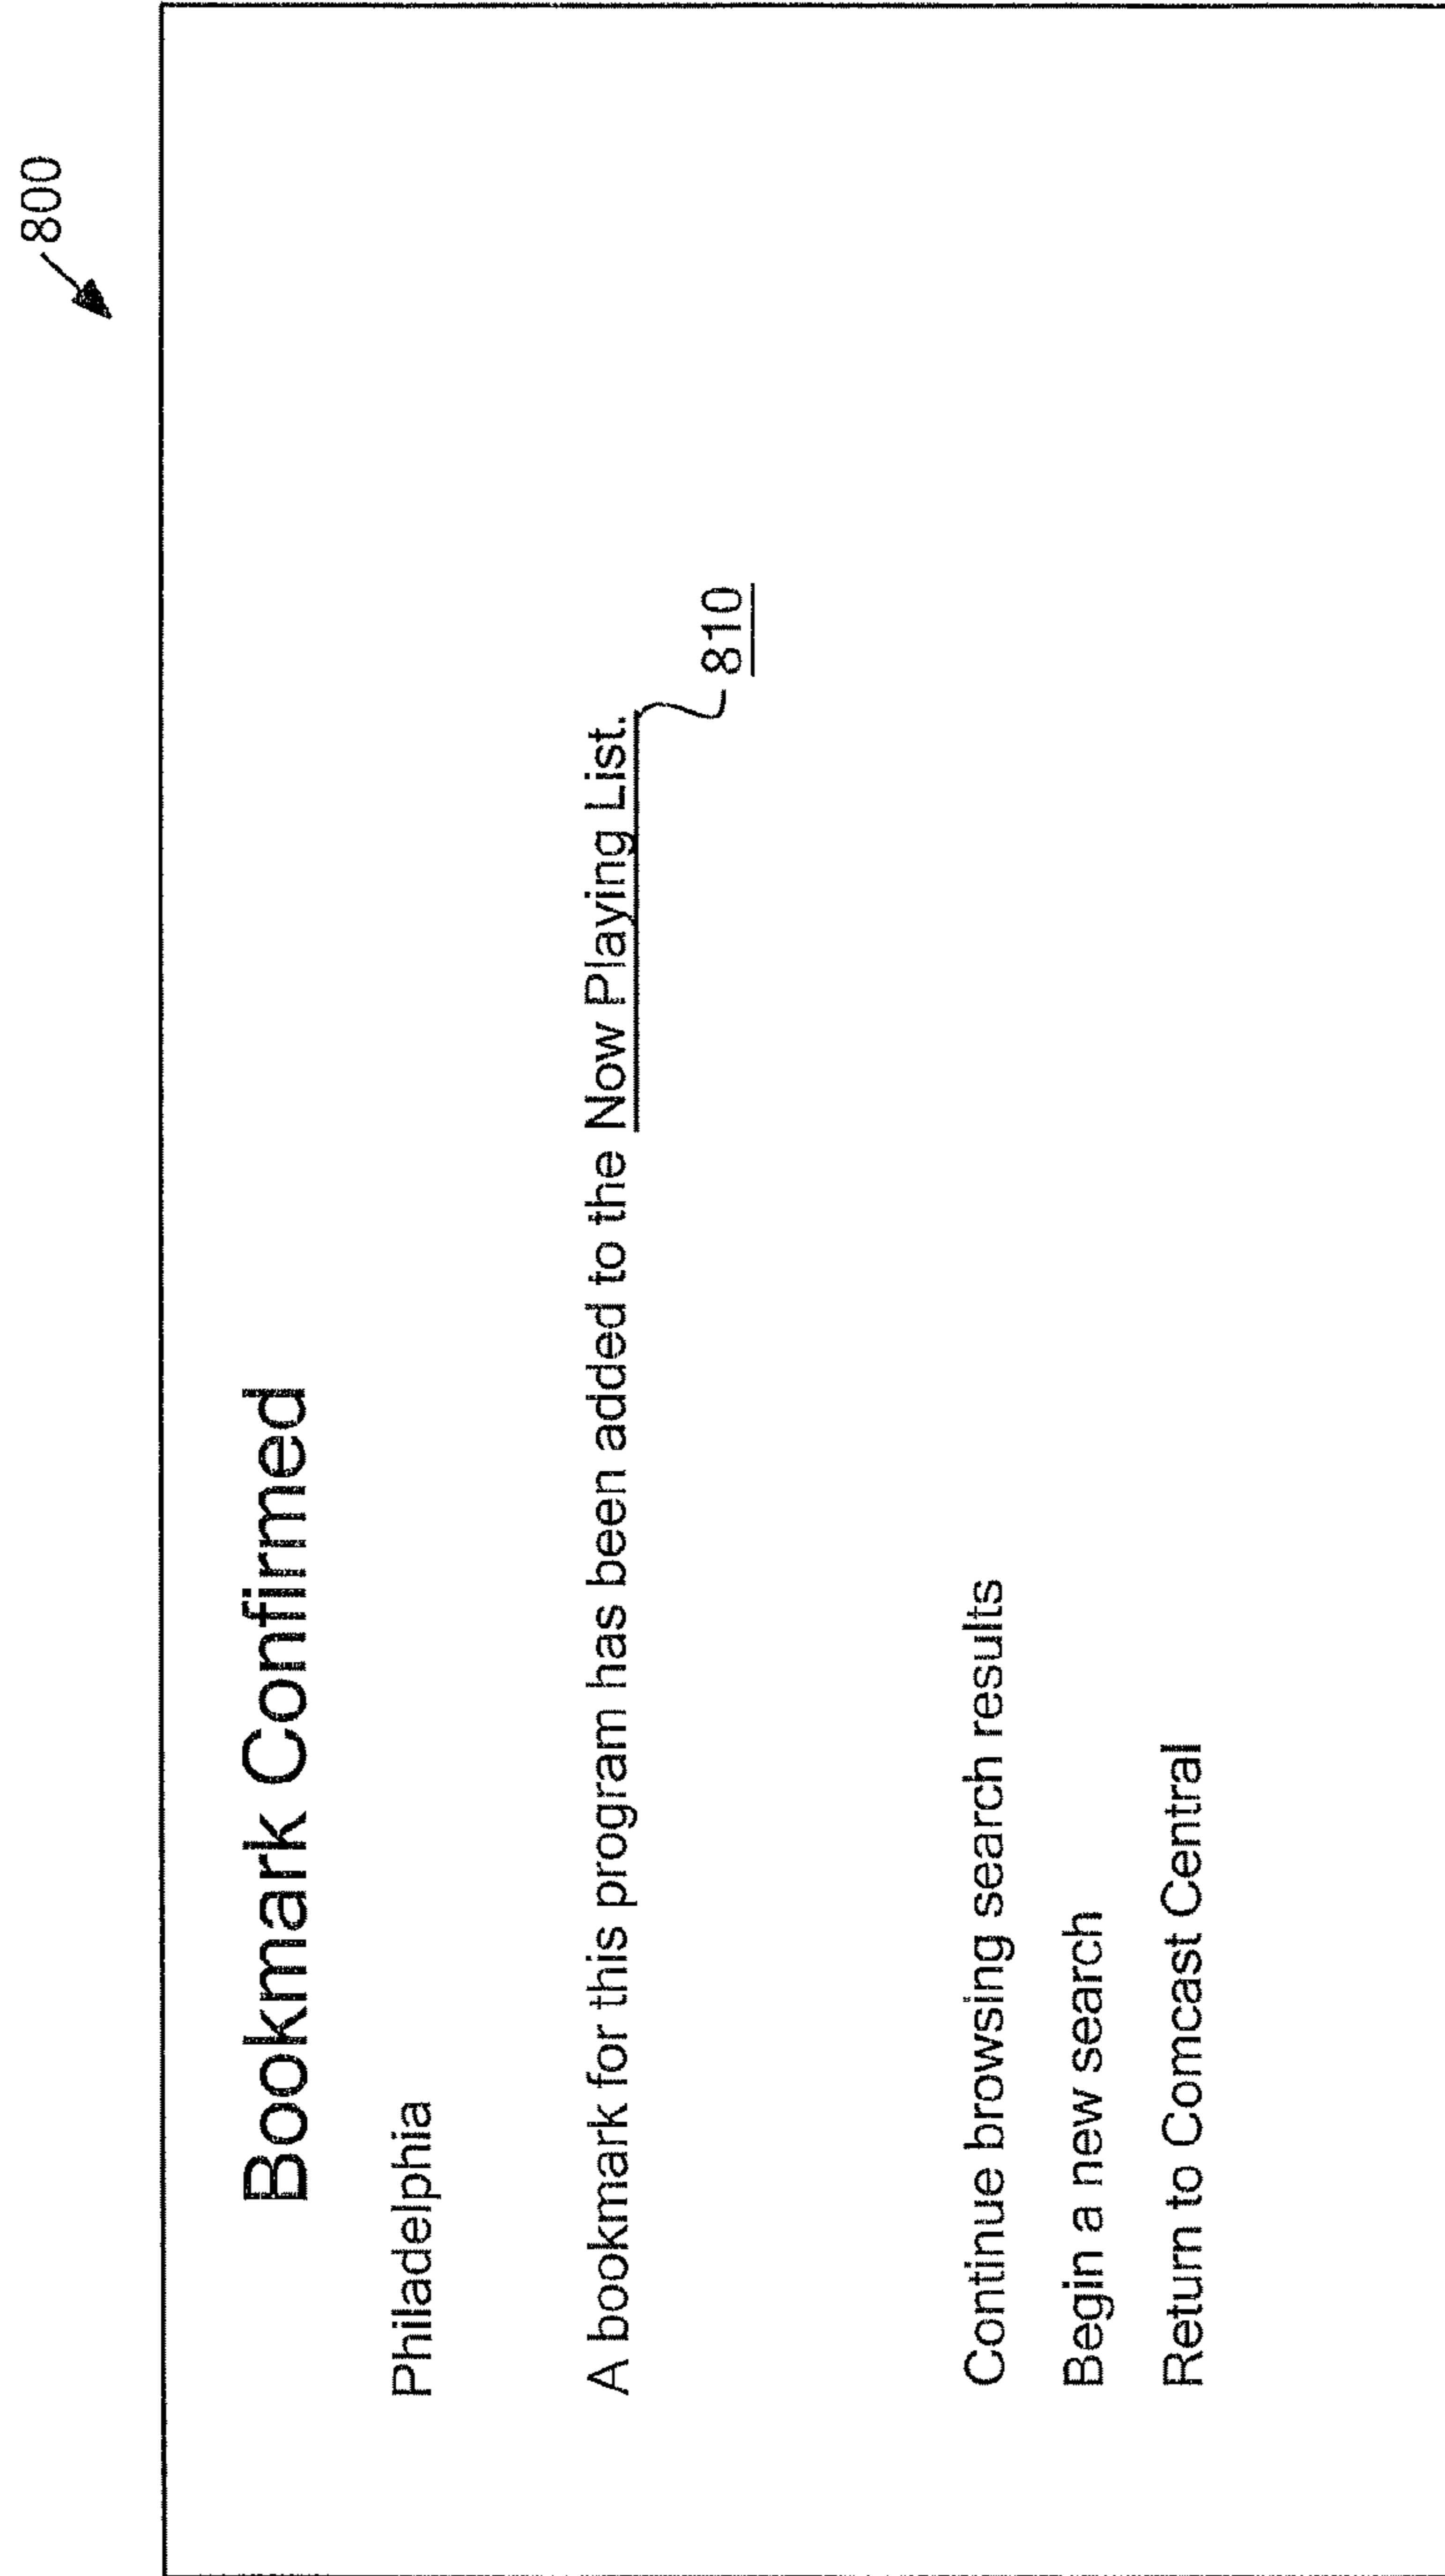 800
Bookmark Confirmed
Philadelphia
A bookmark for this program has been added to the Now Playing List.
810
Continue browsing search results
Begin a new search
Return to Comcast Central